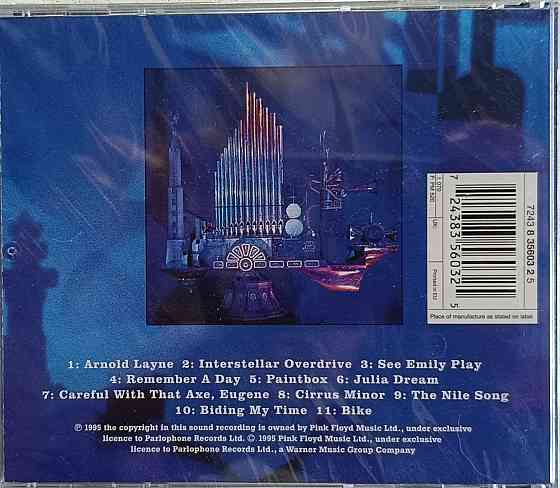 7243 8 35603 2 5
7 24383 56032 5
UK:
Printed in EU
Place of manufacture as stated on label
1: Arnold Layne 2: Interstellar Overdrive 3: See Emily Play
4: Remember A Day 5: Paintbox 6: Julia Dream
7: Careful With That Axe, Eugene 8: Cirrus Minor 9: The Nile Song
10: Biding My Time 11: Bike
℗ 1995 the copyright in this sound recording is owned by Pink Floyd Music Ltd., under exclusive
licence to Parlophone Records Ltd. © 1995 Pink Floyd Music Ltd., under exclusive
licence to Parlophone Records Ltd, a Warner Music Group Company